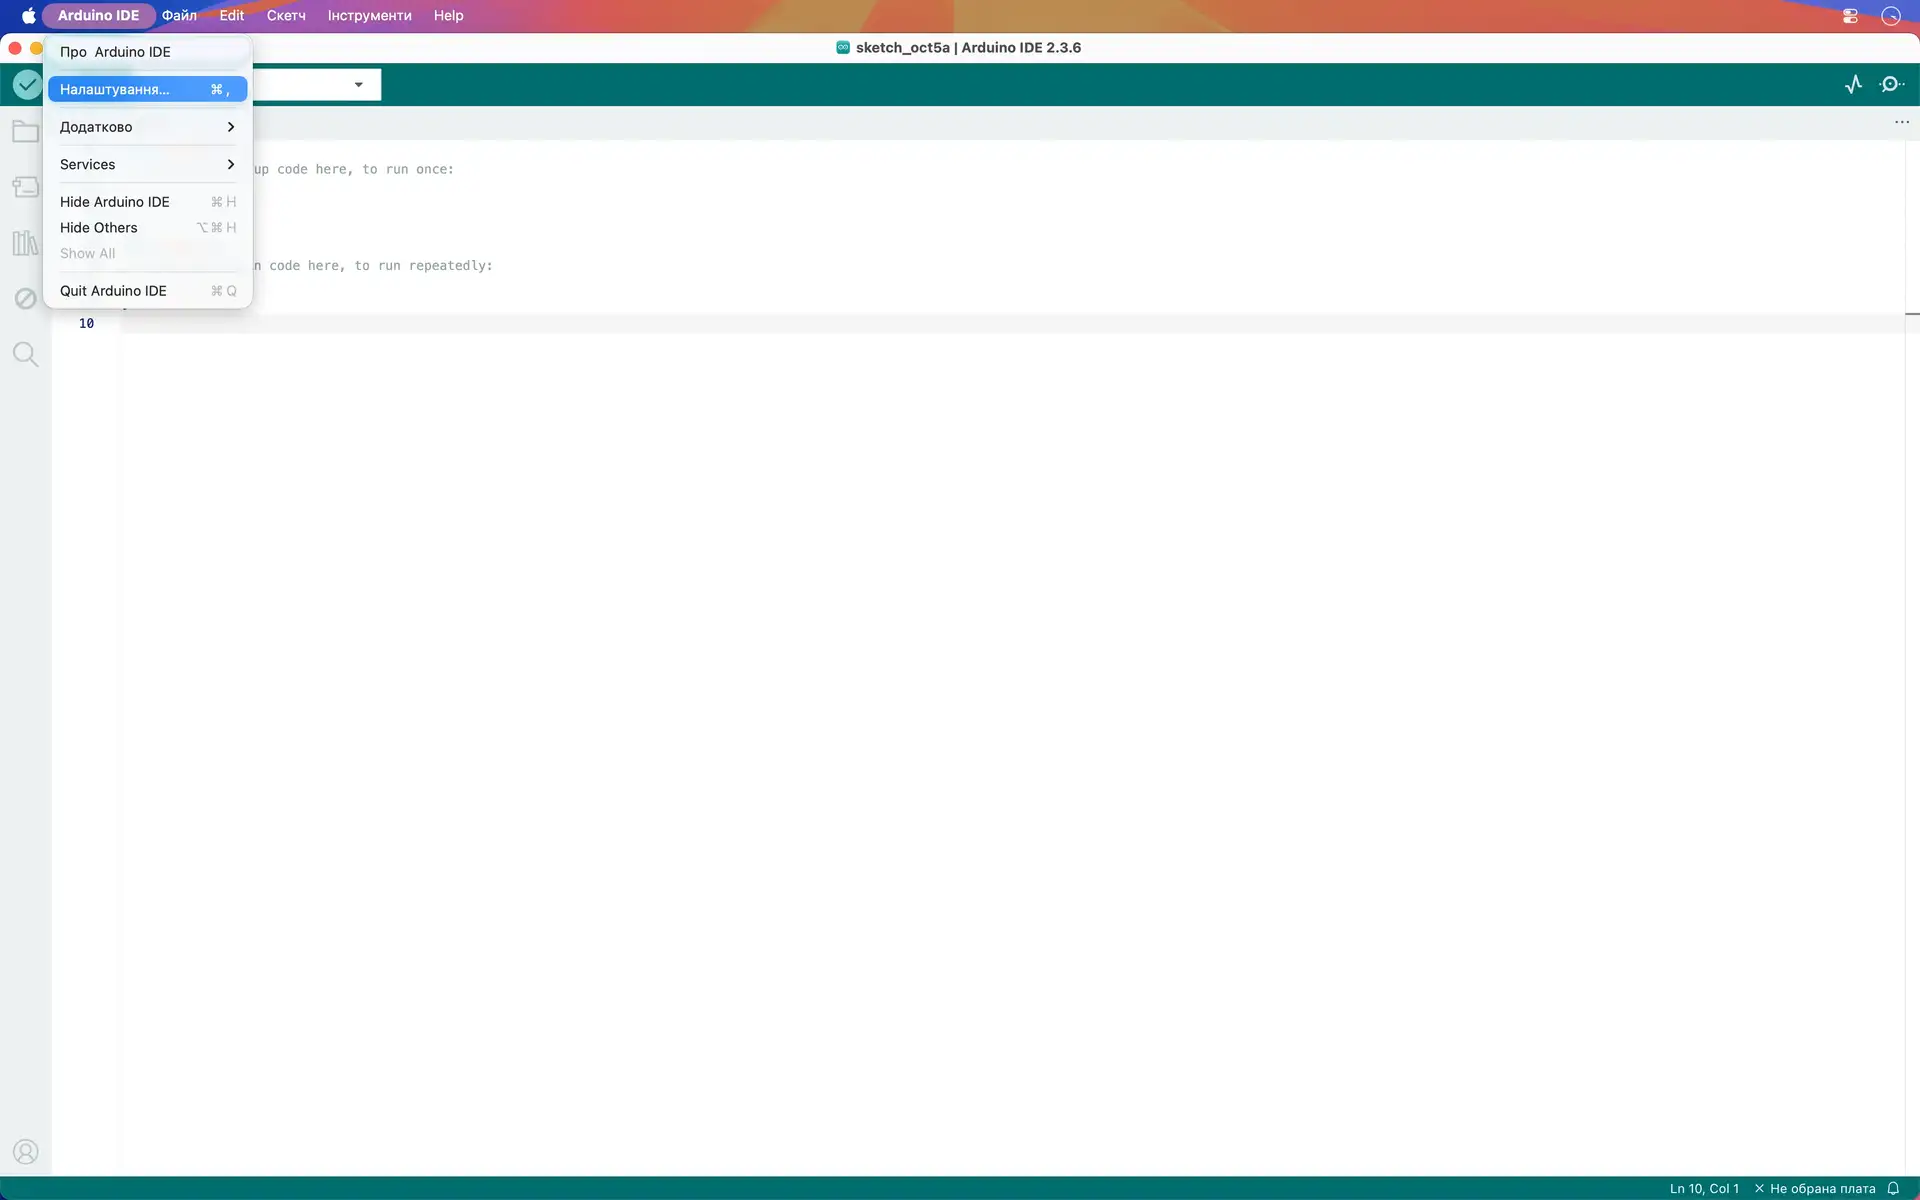 Arduino IDE Файл Edit Скетч Інструменти Help
sketch_oct5a | Arduino IDE 2.3.6
Про Arduino IDE
Налаштування... ⌘ ,
Додатково
Services
Hide Arduino IDE ⌘ H
Hide Others ⌥ ⌘ H
Show All
Quit Arduino IDE ⌘ Q
up code here, to run once:
n code here, to run repeatedly:
10
Ln 10, Col 1 × Не обрана плата